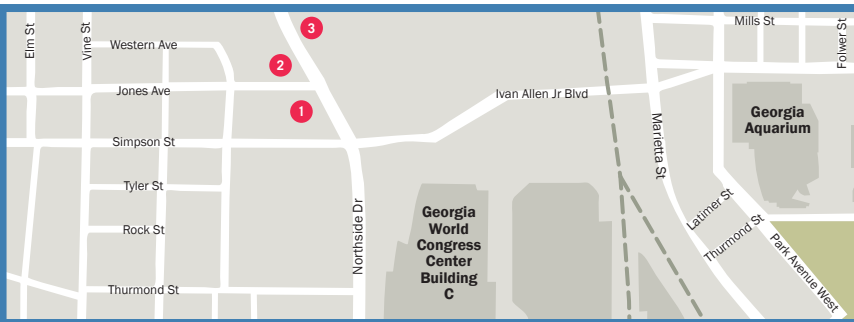 Elm St
Vine St
Western Ave
3
2
Mills St
Folwer St
Jones Ave
1
Ivan Allen Jr Blvd
Georgia
Aquarium
Simpson St
Marietta St
Tyler St
Rock St
Northside Dr
Georgia
World
Congress
Center
Building
C
Latimer St
Thurmond St
Park Avenue West
Thurmond St